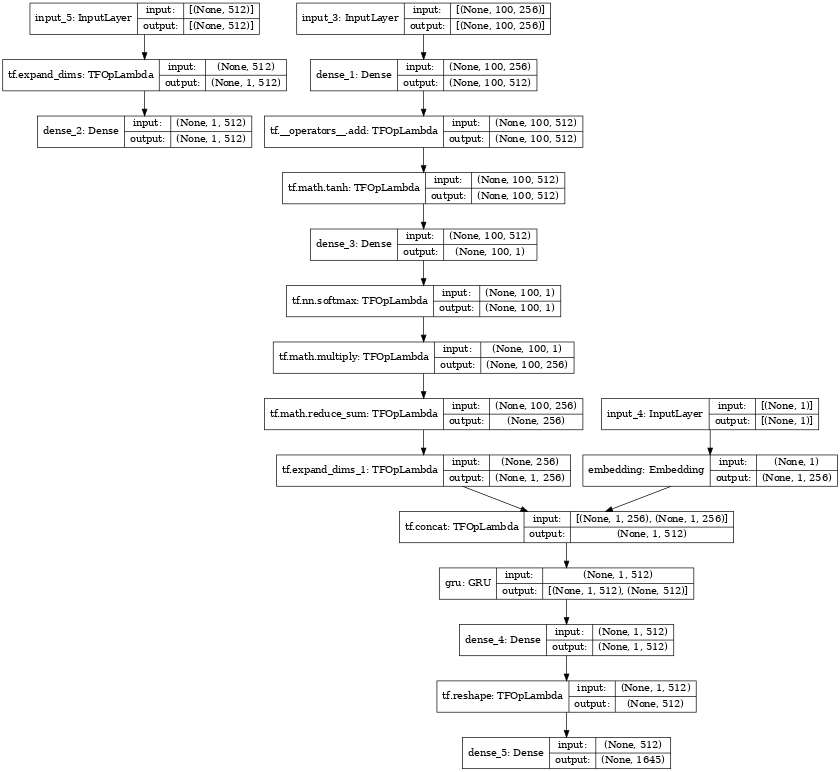 input_5: InputLayer input: [(None, 512)] output: [(None, 512)]
input_3: InputLayer input: [(None, 100, 256)] output: [(None, 100, 256)]
tf.expand_dims: TFOpLambda input: (None, 512) output: (None, 1, 512)
dense_1: Dense input: (None, 100, 256) output: (None, 100, 512)
dense_2: Dense input: (None, 1, 512) output: (None, 1, 512)
tf.__operators__.add: TFOpLambda input: (None, 100, 512) output: (None, 100, 512)
tf.math.tanh: TFOpLambda input: (None, 100, 512) output: (None, 100, 512)
dense_3: Dense input: (None, 100, 512) output: (None, 100, 1)
tf.nn.softmax: TFOpLambda input: (None, 100, 1) output: (None, 100, 1)
tf.math.multiply: TFOpLambda input: (None, 100, 1) output: (None, 100, 256)
tf.math.reduce_sum: TFOpLambda input: (None, 100, 256) output: (None, 256)
input_4: InputLayer input: [(None, 1)] output: [(None, 1)]
tf.expand_dims_1: TFOpLambda input: (None, 256) output: (None, 1, 256)
embedding: Embedding input: (None, 1) output: (None, 1, 256)
tf.concat: TFOpLambda input: [(None, 1, 256), (None, 1, 256)] output: (None, 1, 512)
gru: GRU input: (None, 1, 512) output: [(None, 1, 512), (None, 512)]
dense_4: Dense input: (None, 1, 512) output: (None, 1, 512)
tf.reshape: TFOpLambda input: (None, 1, 512) output: (None, 512)
dense_5: Dense input: (None, 512) output: (None, 1645)